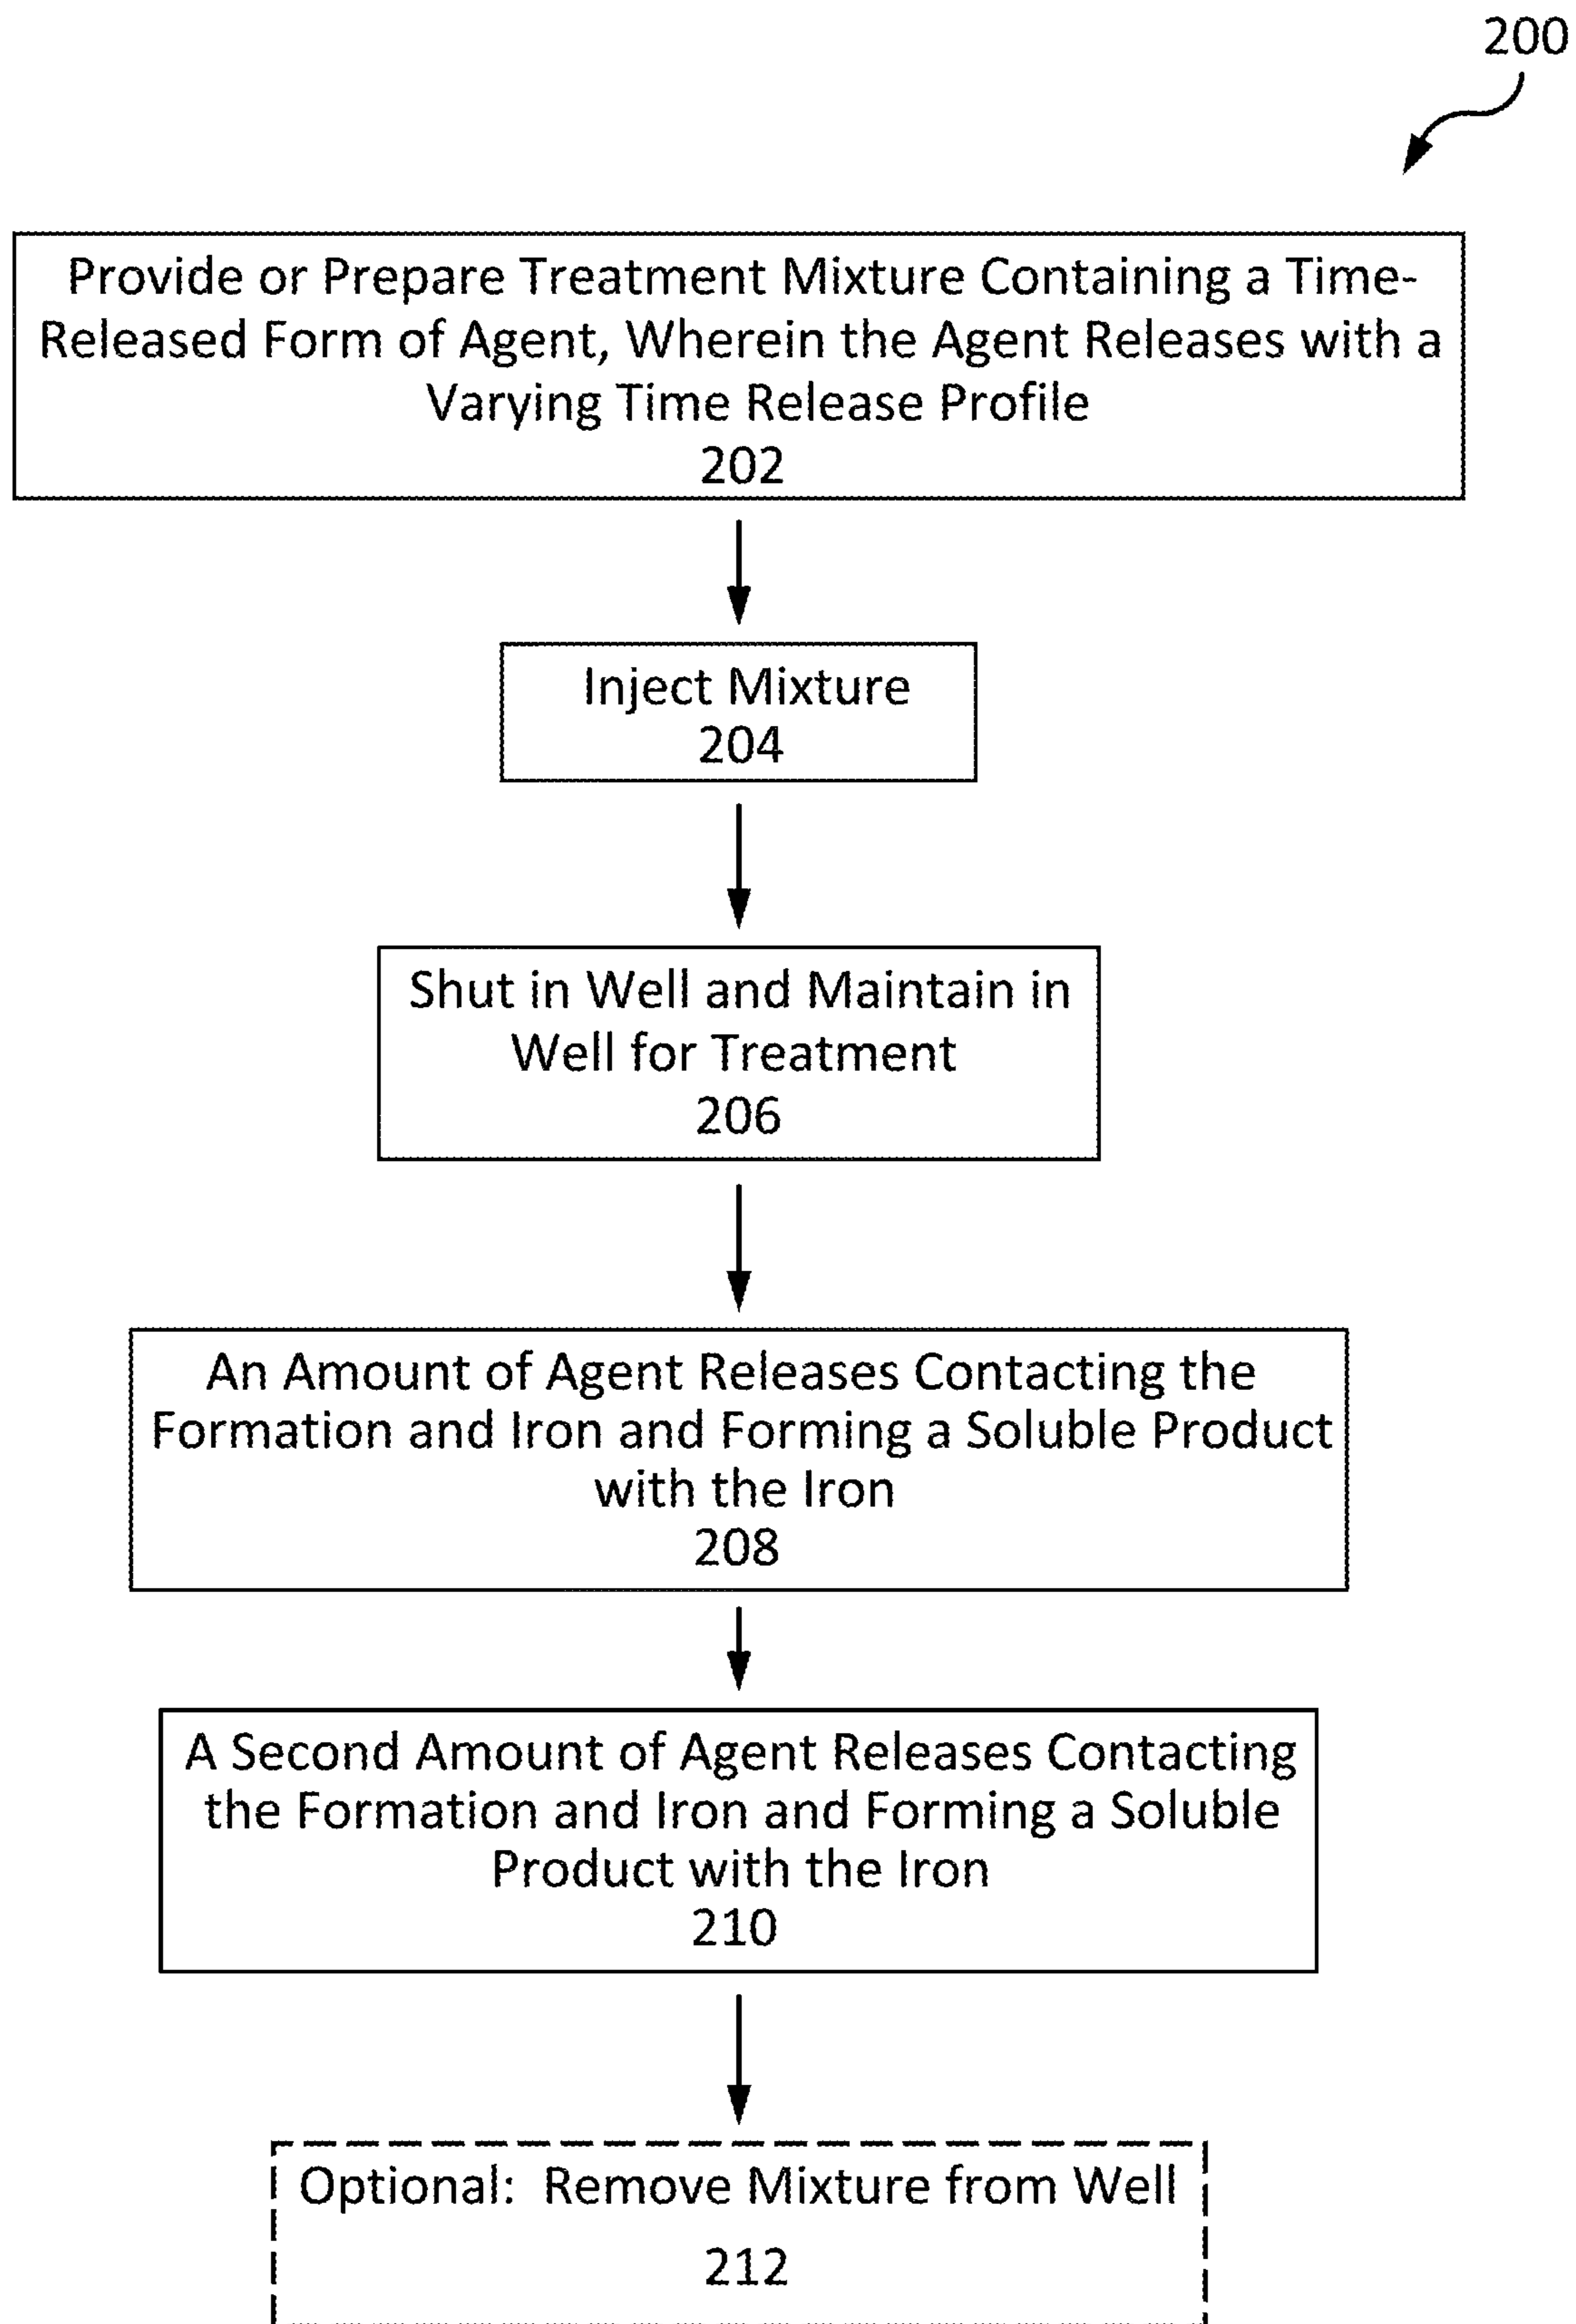 200
Provide or Prepare Treatment Mixture Containing a Time-
Released Form of Agent, Wherein the Agent Releases with a
Varying Time Release Profile
202
Inject Mixture
204
Shut in Well and Maintain in
Well for Treatment
206
An Amount of Agent Releases Contacting the
Formation and Iron and Forming a Soluble Product
with the Iron
208
A Second Amount of Agent Releases Contacting
the Formation and Iron and Forming a Soluble
Product with the Iron
210
Optional: Remove Mixture from Well
212